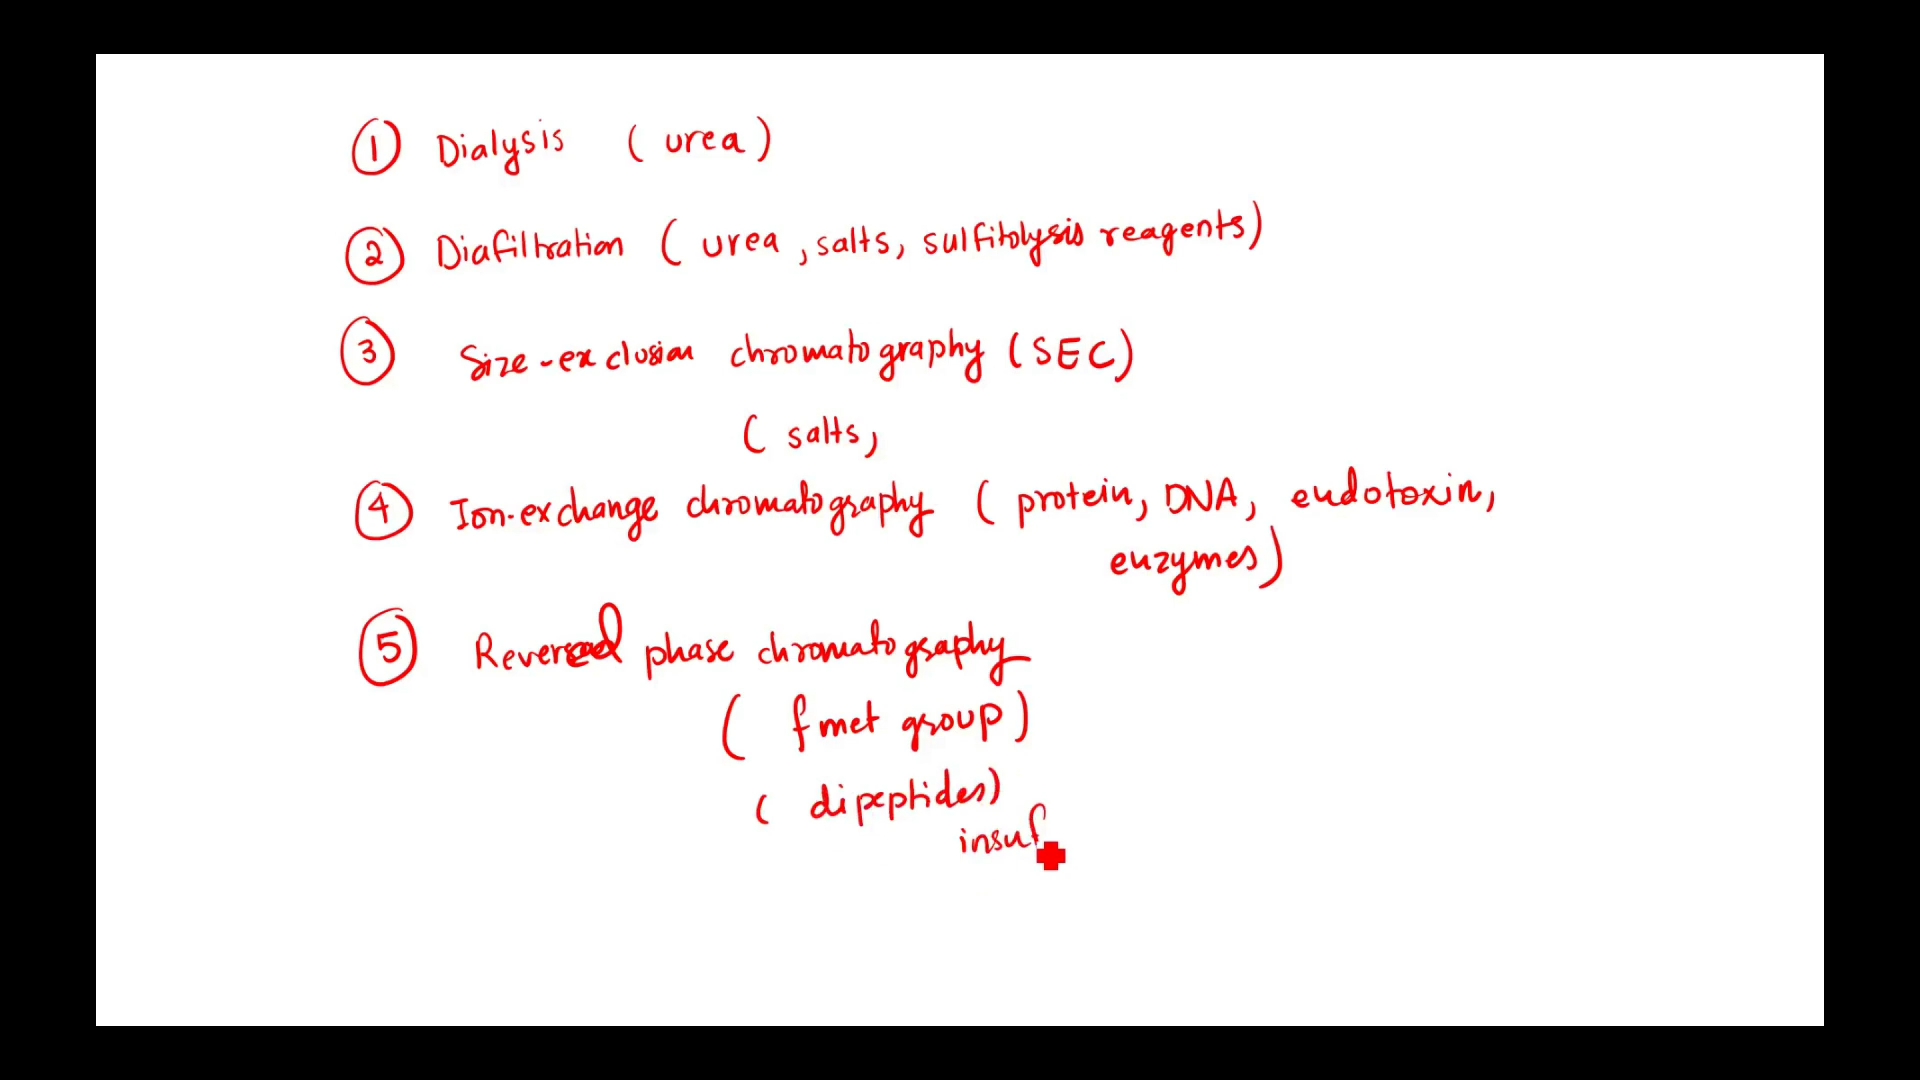 ① Dialysis (urea)
② Diafiltration (urea, salts, sulfitolysis reagents)
③ Size-exclusion chromatography (SEC)
(salts,
④ Ion-exchange chromatography (protein, DNA, endotoxin,
enzymes)
⑤ Reversed phase chromatography
(fmet group)
(dipeptides)